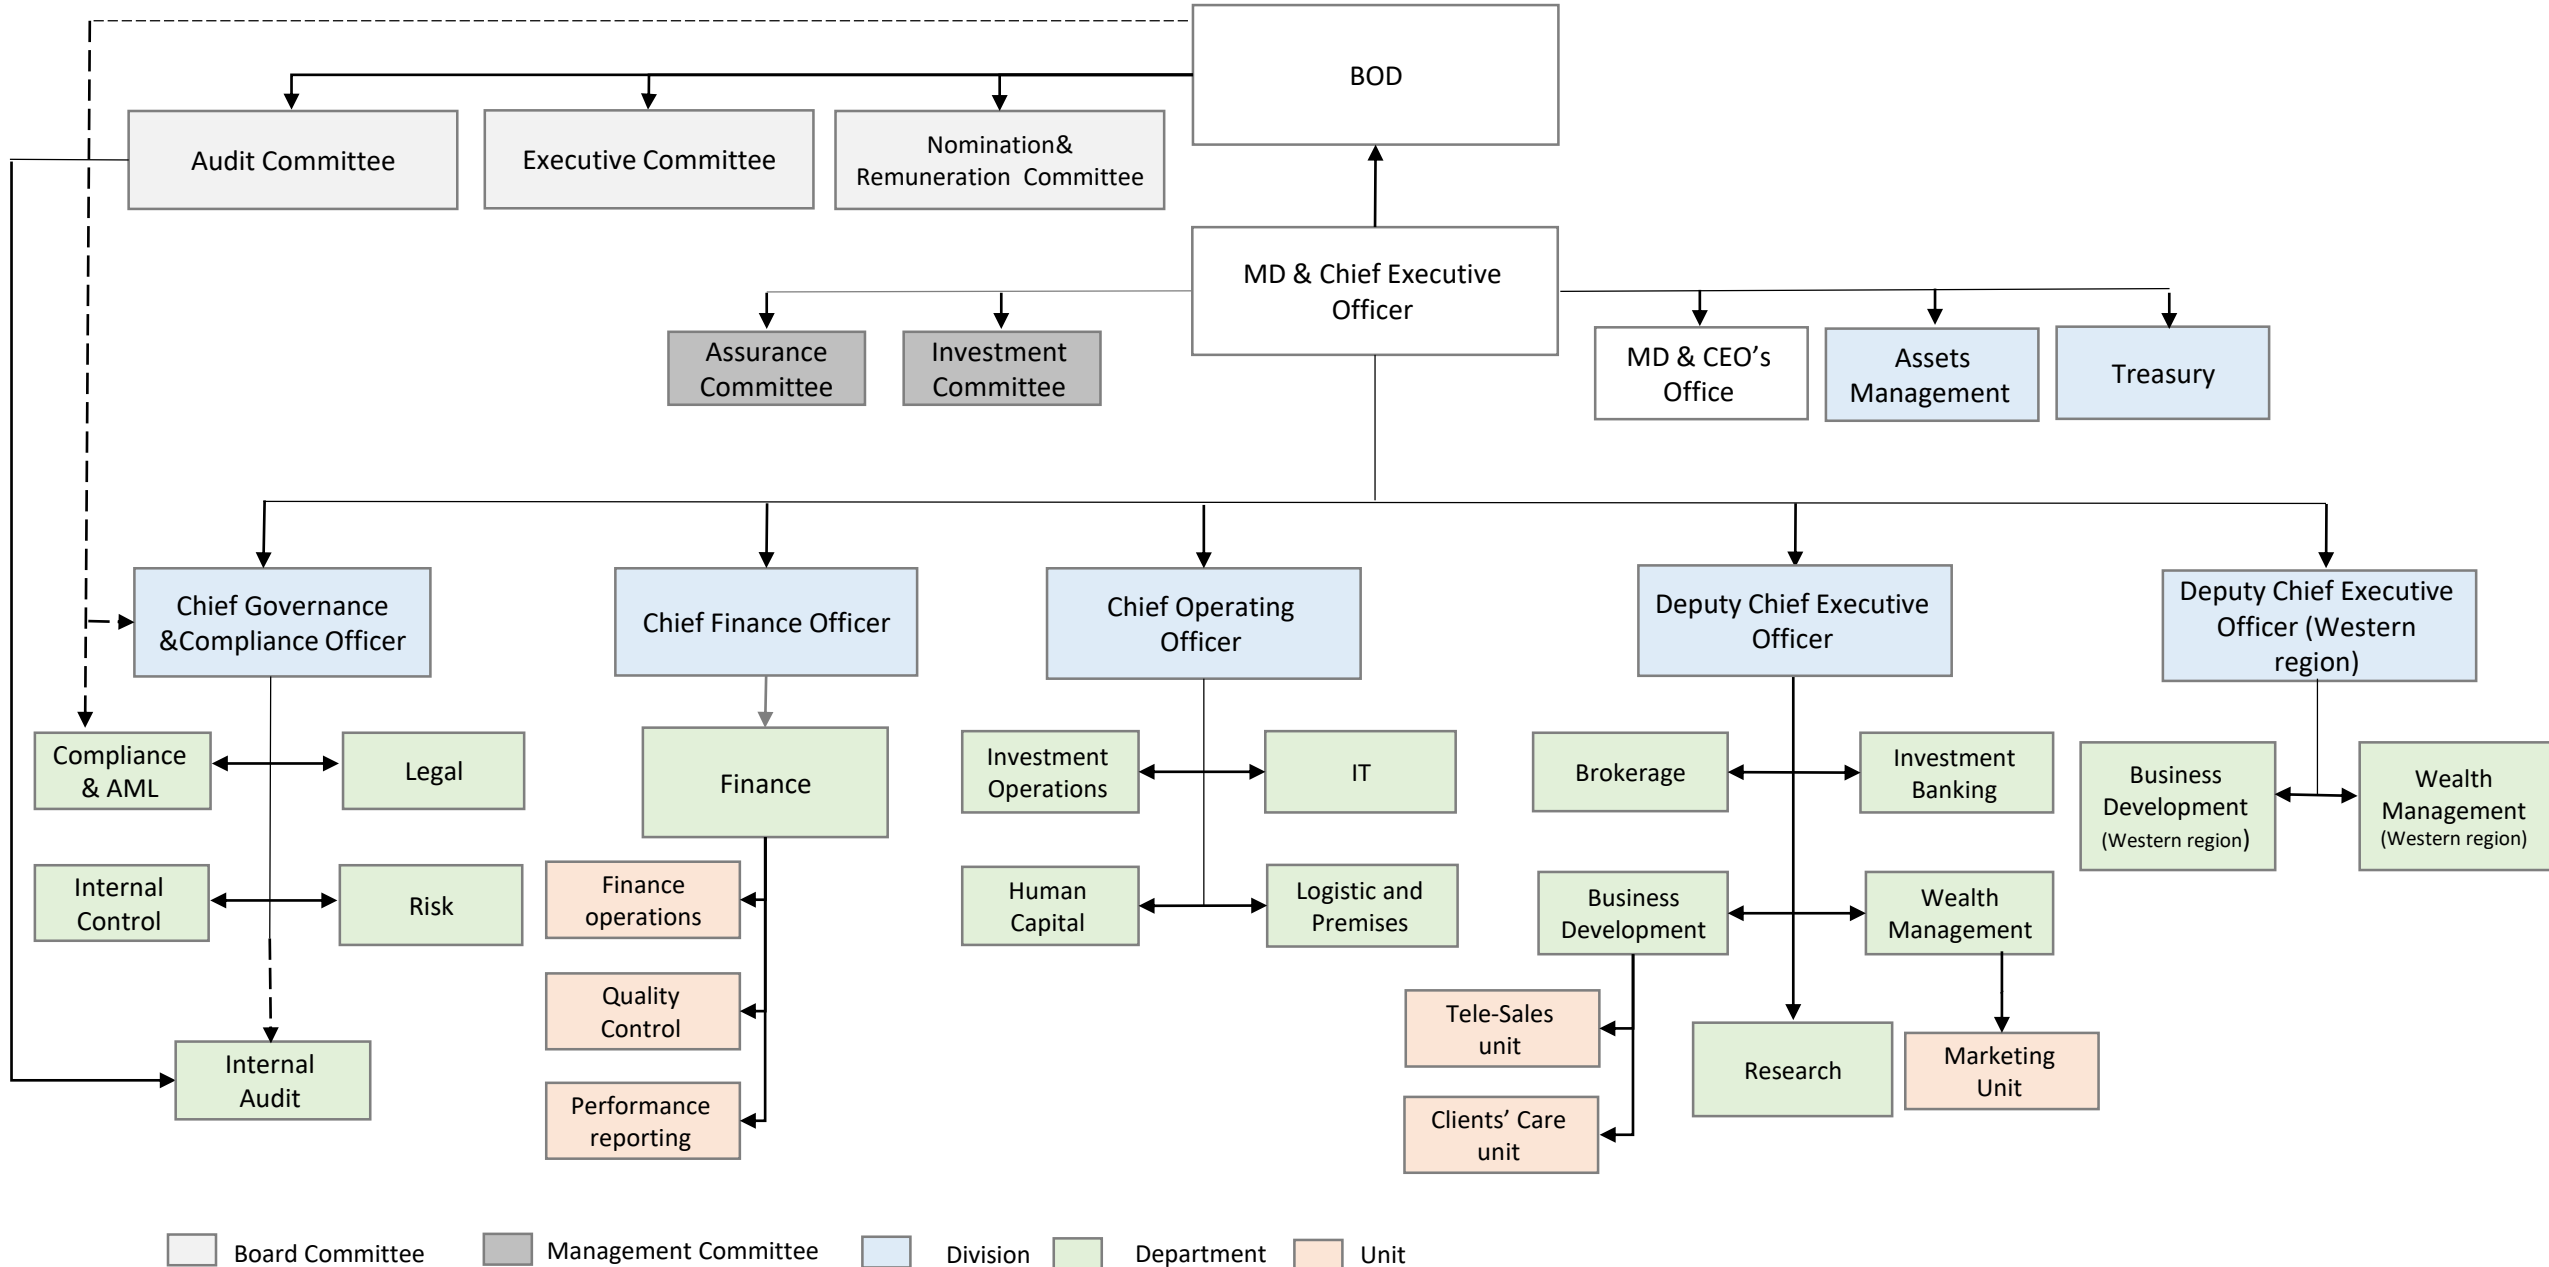 BOD
Audit Committee
Executive Committee
Nomination&
Remuneration  Committee
MD & Chief Executive
Officer
Assurance
Committee
Investment
Committee
MD & CEO’s
Office
Assets
Management
Treasury
Chief Governance
&Compliance Officer
Chief Finance Officer
Chief Operating
Officer
Deputy Chief Executive
Officer
Deputy Chief Executive
Officer (Western
region)
Compliance
& AML
Legal
Finance
Investment
Operations
IT
Brokerage
Investment
Banking
Business
Development
(Western region)
Wealth
Management
(Western region)
Internal
Control
Risk
Finance
operations
Human
Capital
Logistic and
Premises
Business
Development
Wealth
Management
Quality
Control
Tele-Sales
unit
Research
Marketing
Unit
Internal
Audit
Performance
reporting
Clients’ Care
unit
Board Committee
Management Committee
Division
Department
Unit